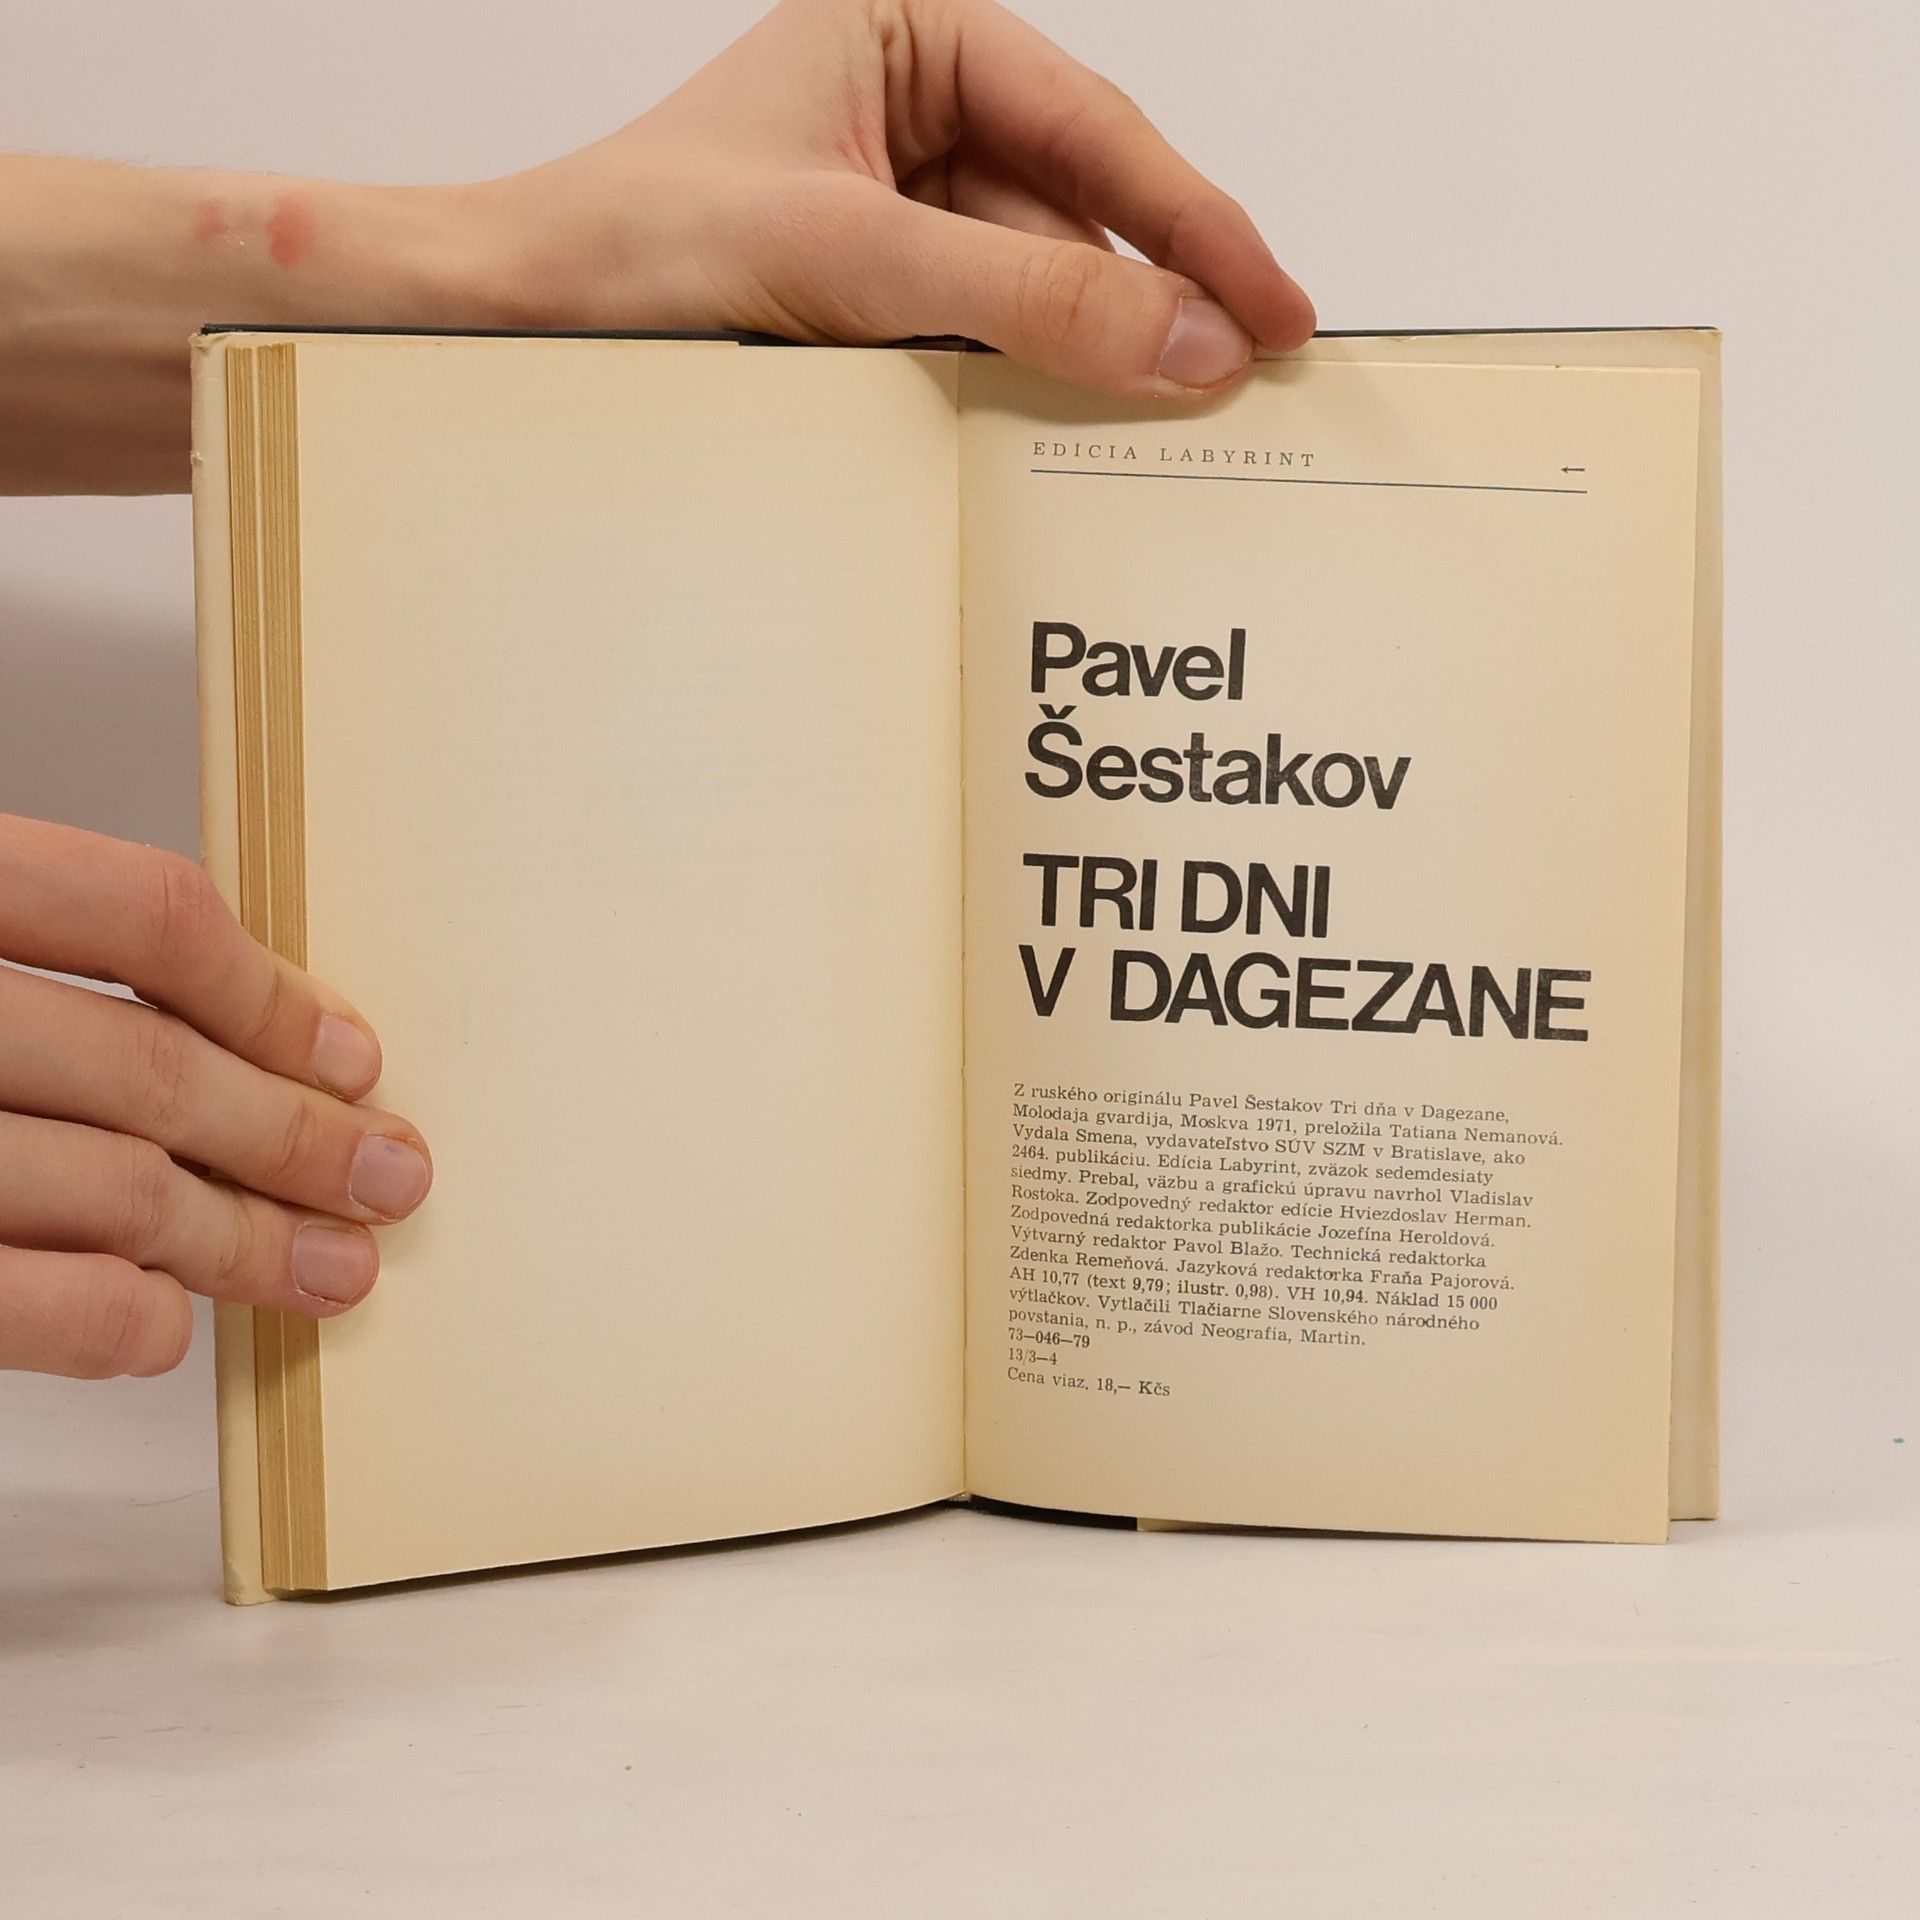 EDÍCIA LABYRINT ←
Pavel
Šestakov
TRI DNI
V DAGEZANE
Z ruského originálu Pavel Šestakov Tri dňa v Dagezane,
Molodaja gvardija, Moskva 1971, preložila Tatiana Nemanová.
Vydala Smena, vydavateľstvo SÚV SZM v Bratislave, ako
2464. publikáciu. Edícia Labyrint, zväzok sedemdesiaty
siedmy. Prebal, väzbu a grafickú úpravu navrhol Vladislav
Rostoka. Zodpovedný redaktor edície Hviezdoslav Herman.
Zodpovedná redaktorka publikácie Jozefína Heroldová.
Výtvarný redaktor Pavol Blažo. Technická redaktorka
Zdenka Remeňová. Jazyková redaktorka Fraňa Pajorová.
AH 10,77 (text 9,79; ilustr. 0,98). VH 10,94. Náklad 15 000
výtlačkov. Vytlačili Tlačiarne Slovenského národného
povstania, n. p., závod Neografia, Martin.
73—046—79
13/3—4
Cena viaz. 18,— Kčs